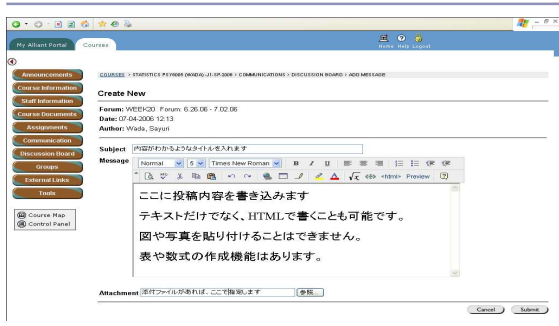 My Alliant Portal
Courses
Home Help Logout
Announcements
Course Information
Staff Information
Course Documents
Assignments
Communication
Discussion Board
Groups
External Links
Tools
Course Map
Control Panel
COURSES > STATISTICS PSY6005 (WADA)-J1-SP-2006 > COMMUNICATIONS > DISCUSSION BOARD > ADD MESSAGE
Create New
Forum: WEEK20 Forum: 6.26.06 - 7.02.06
Date: 07-04-2006 12:13
Author: Wada, Sayuri
Subject 内容がわかるようなタイトルを入れます
Message Normal 5 Times New Roman B I U
<html> Preview
ここに投稿内容を書き込みます
テキストだけでなく、HTMLで書くことも可能です。
図や写真を貼り付けることはできません。
表や数式の作成機能はあります。
Attachment 添付ファイルがあれば、ここで指定します 参照...
Cancel Submit